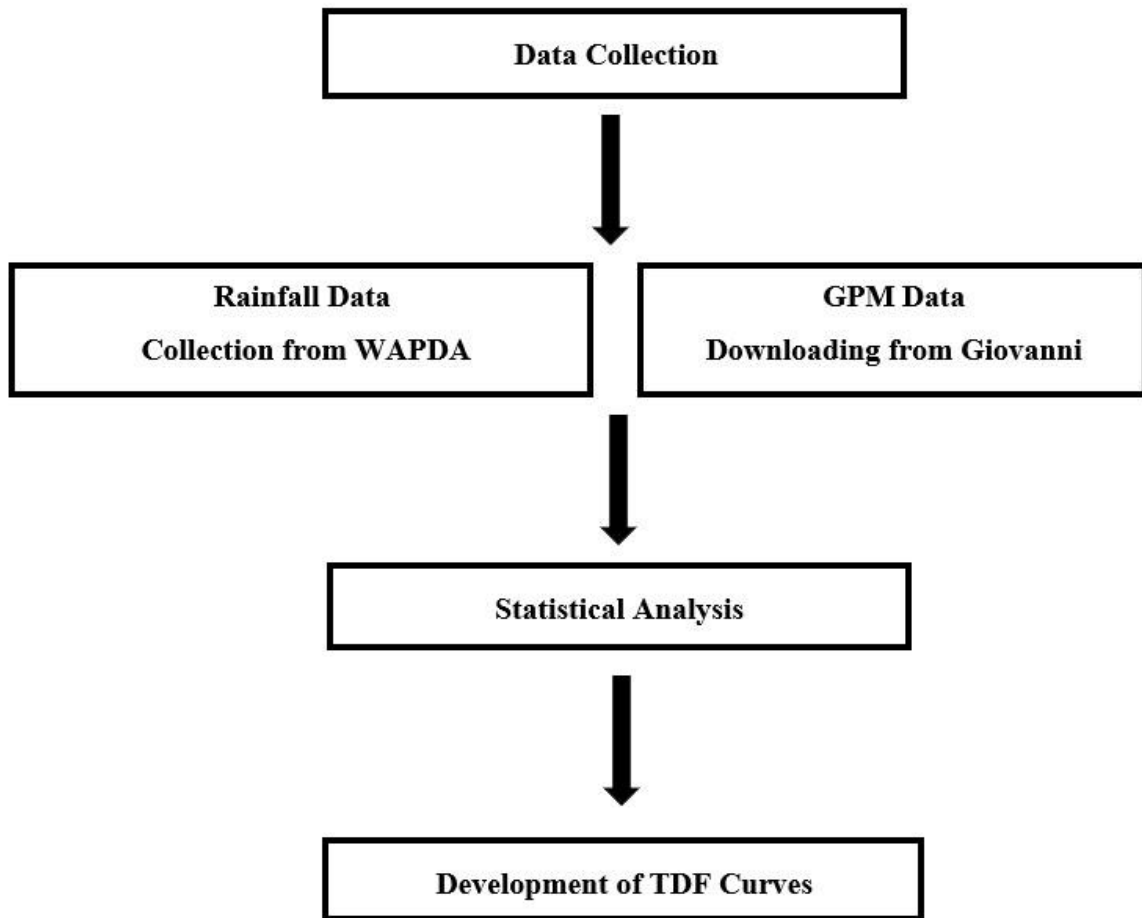 Data Collection
Rainfall Data
Collection from WAPDA
GPM Data
Downloading from Giovanni
Statistical Analysis
Development of TDF Curves